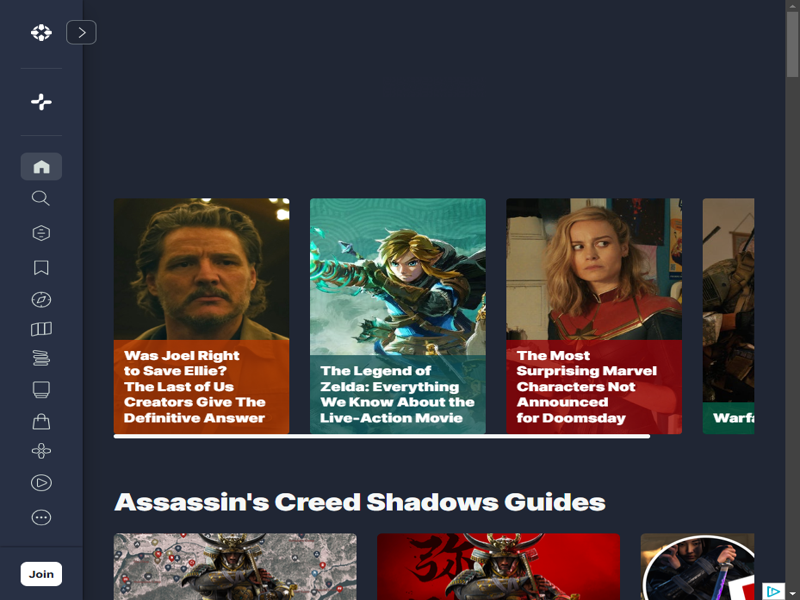 Was Joel Right
to Save Ellie?
The Last of Us
Creators Give The
Definitive Answer
The Legend of
Zelda: Everything
We Know About the
Live-Action Movie
The Most
Surprising Marvel
Characters Not
Announced
for Doomsday
Assassin's Creed Shadows Guides
Join